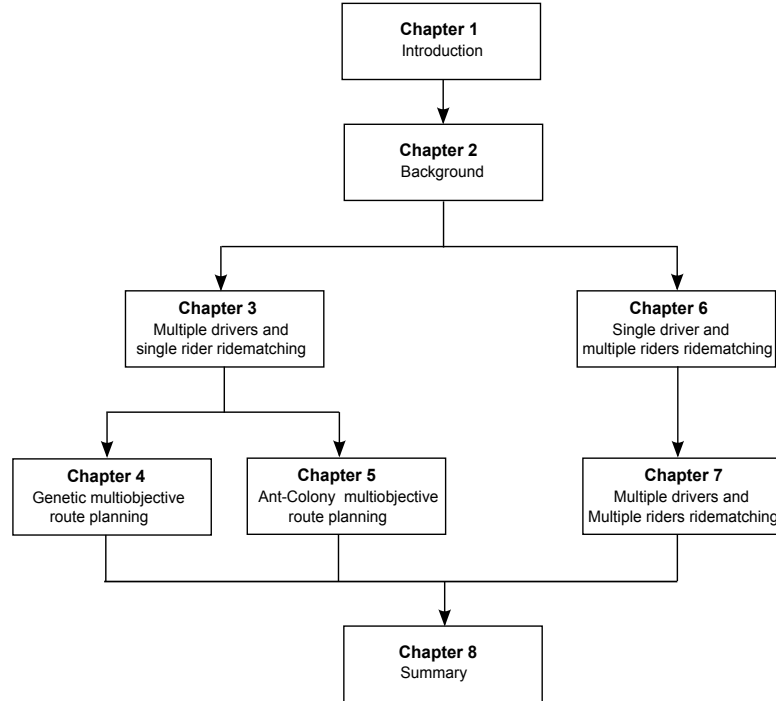 Chapter 1
Introduction
Chapter 2
Background
Chapter 3
Multiple drivers and
single rider ridematching
Chapter 6
Single driver and
multiple riders ridematching
Chapter 4
Genetic multiobjective
route planning
Chapter 5
Ant-Colony multiobjective
route planning
Chapter 7
Multiple drivers and
Multiple riders ridematching
Chapter 8
Summary